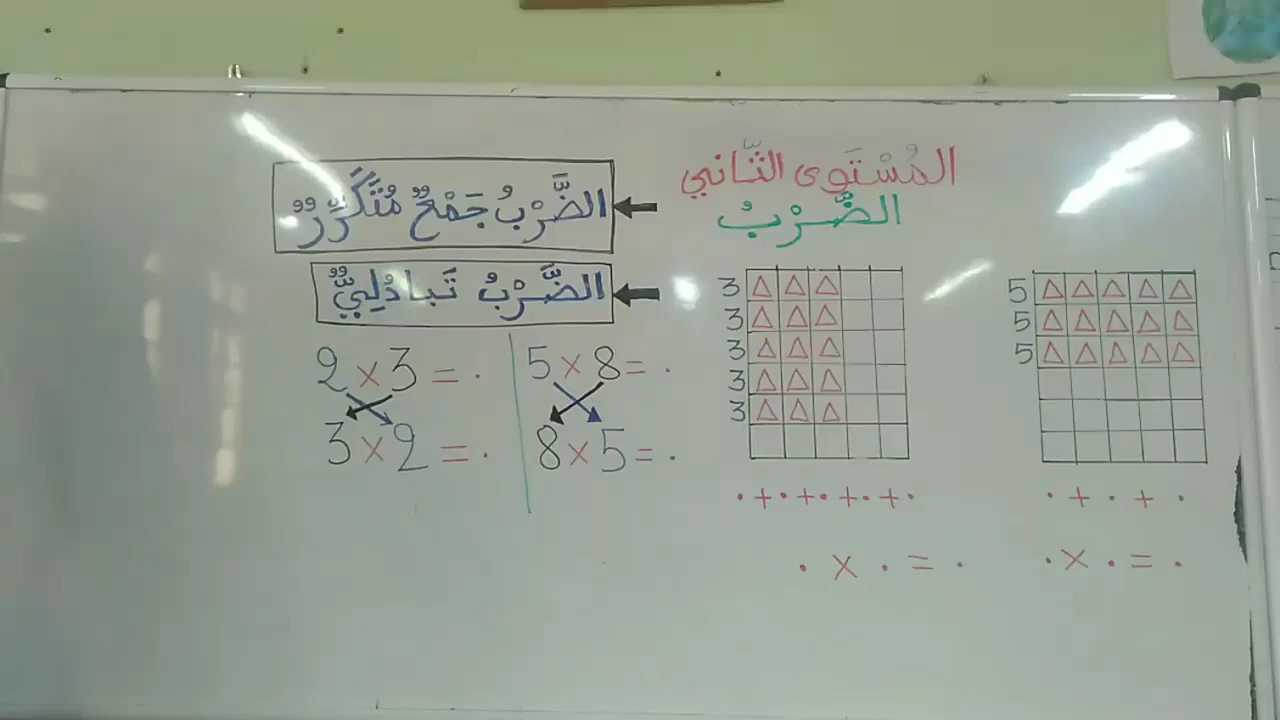 المُسْتَوى الثّاني
الضَّرْبُ
الضَّرْبُ جَمْعٌ مُتَكَرِّرٌ
الضَّرْبُ تَبادُلِيٌّ
3
3
3
3
3
.+.+.+.+.
. x . = .
5
5
5
. + . + .
. x . = .
5 x 8 = .
8 x 5 = .
2 x 3 = .
3 x 2 = .